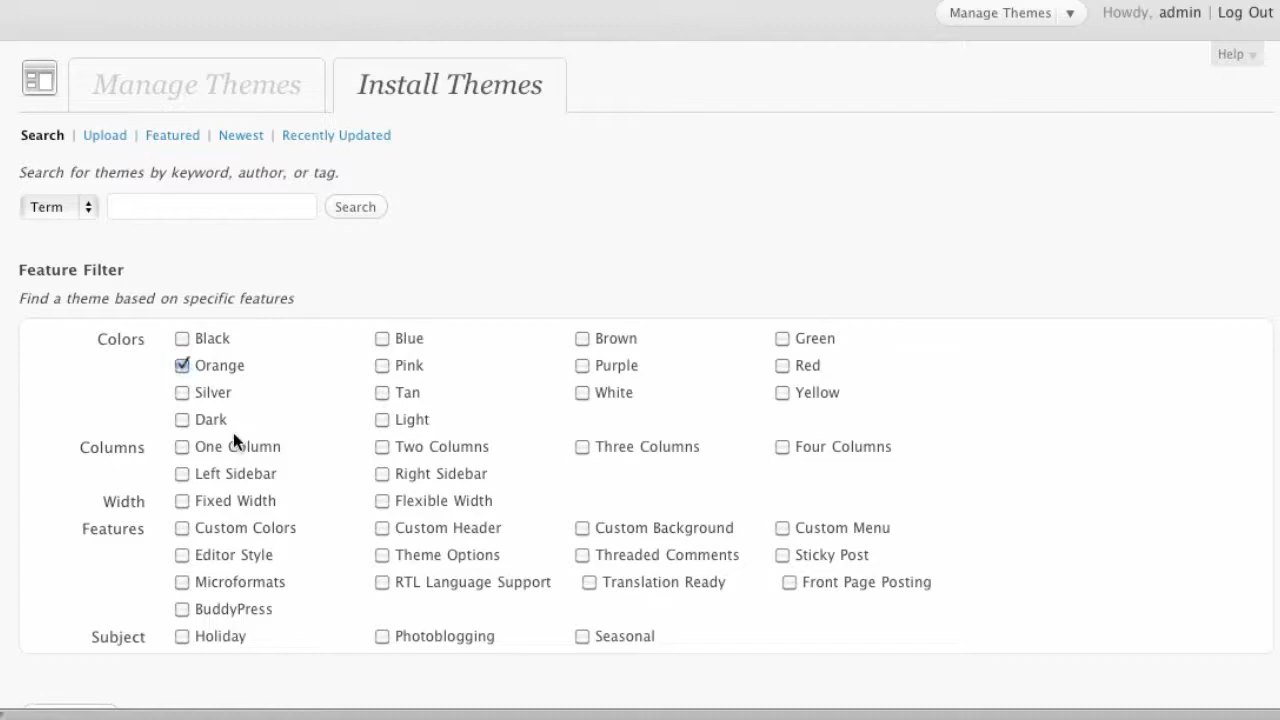 Manage Themes ▼ Howdy, admin | Log Out
Help
Manage Themes Install Themes
Search | Upload | Featured | Newest | Recently Updated
Search for themes by keyword, author, or tag.
Term Search
Feature Filter
Find a theme based on specific features
Colors Black Blue Brown Green
Orange Pink Purple Red
Silver Tan White Yellow
Dark Light
Columns One Column Two Columns Three Columns Four Columns
Left Sidebar Right Sidebar
Width Fixed Width Flexible Width
Features Custom Colors Custom Header Custom Background Custom Menu
Editor Style Theme Options Threaded Comments Sticky Post
Microformats RTL Language Support Translation Ready Front Page Posting
BuddyPress
Subject Holiday Photoblogging Seasonal